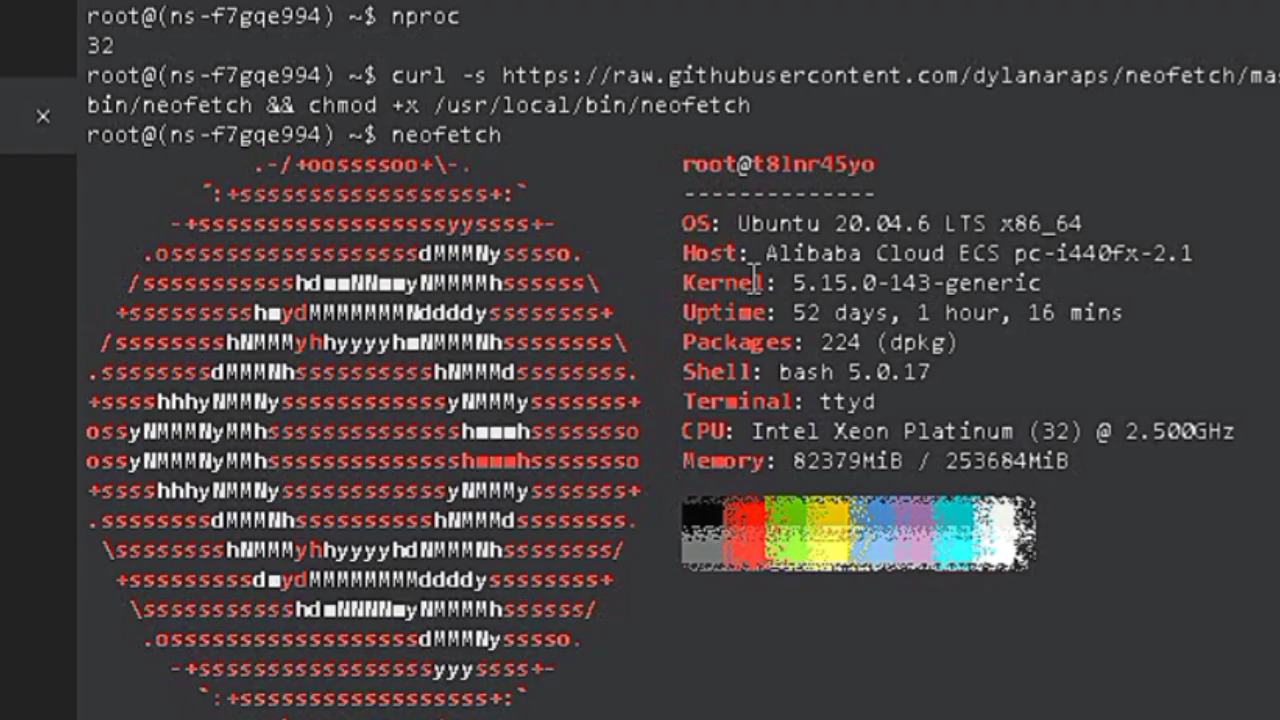 root@(ns-f7gqe994) ~$ nproc
32
root@(ns-f7gqe994) ~$ curl -s https://raw.githubusercontent.com/dylanaraps/neofetch/mas
bin/neofetch && chmod +x /usr/local/bin/neofetch
root@(ns-f7gqe994) ~$ neofetch
root@t8lnr45yo
--------------
OS: Ubuntu 20.04.6 LTS x86_64
Host: Alibaba Cloud ECS pc-i440fx-2.1
Kernel: 5.15.0-143-generic
Uptime: 52 days, 1 hour, 16 mins
Packages: 224 (dpkg)
Shell: bash 5.0.17
Terminal: ttyd
CPU: Intel Xeon Platinum (32) @ 2.500GHz
Memory: 82379MiB / 253684MiB